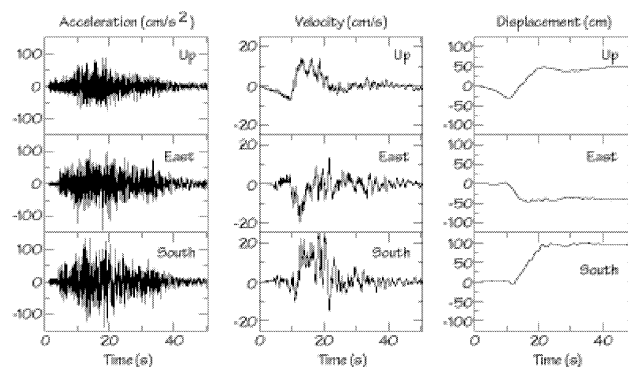 Acceleration (cm/s²) Velocity (cm/s) Displacement (cm)
100 Up 20 Up 100 Up
50
0 0 0
-50
-100 -20 -100
100 East 20 East 100 East
50
0 0 0
-50
-100 -20 -100
100 South 20 South 100
50
0 0 0 South
-50
-100 -20 -100
0 20 40 0 20 40 0 20 40
Time (s) Time (s) Time (s)